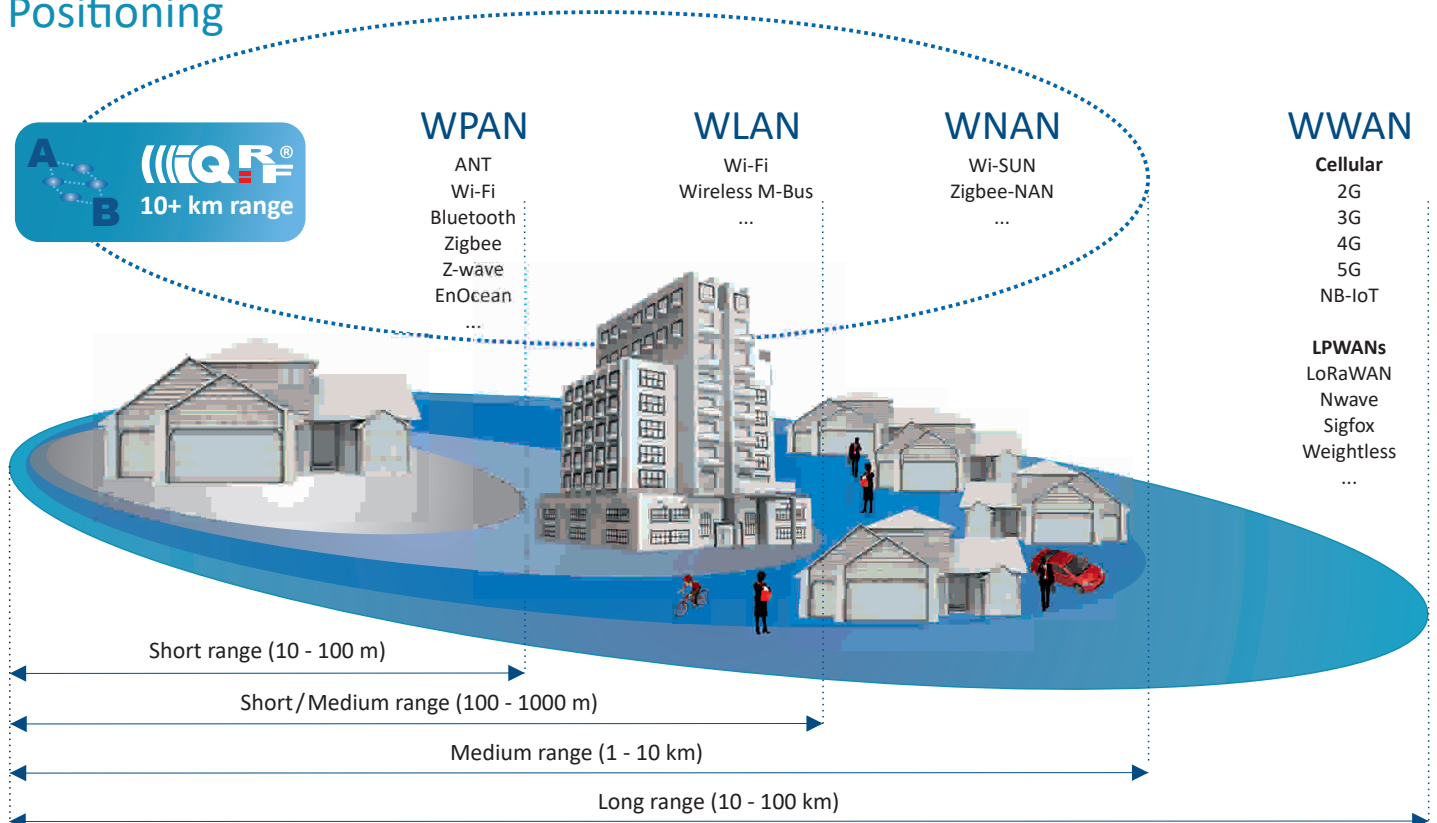 Positioning
A
B
IQRF®
10+ km range
WPAN
ANT
Wi-Fi
Bluetooth
Zigbee
Z-wave
EnOcean
...
WLAN
Wi-Fi
Wireless M-Bus
...
WNAN
Wi-SUN
Zigbee-NAN
...
WWAN
Cellular
2G
3G
4G
5G
NB-IoT
LPWANs
LoRaWAN
Nwave
Sigfox
Weightless
...
Short range (10 - 100 m)
Short/Medium range (100 - 1000 m)
Medium range (1 - 10 km)
Long range (10 - 100 km)